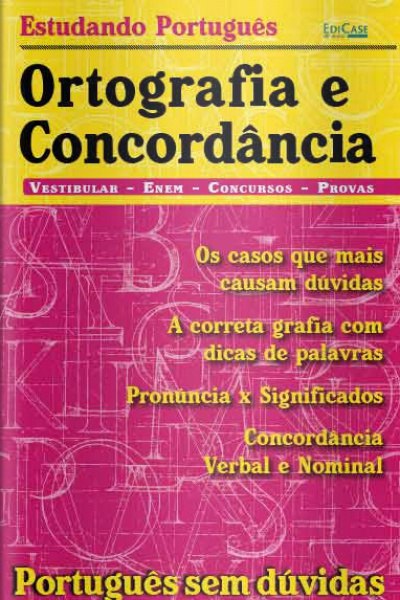 Estudando Português
EDICASE
Ortografia e
Concordância
VESTIBULAR – ENEM – CONCURSOS – PROVAS
Os casos que mais
causam dúvidas
A correta grafia com
dicas de palavras
Pronuncia x Significados
Concordância
Verbal e Nominal
Português sem dúvidas